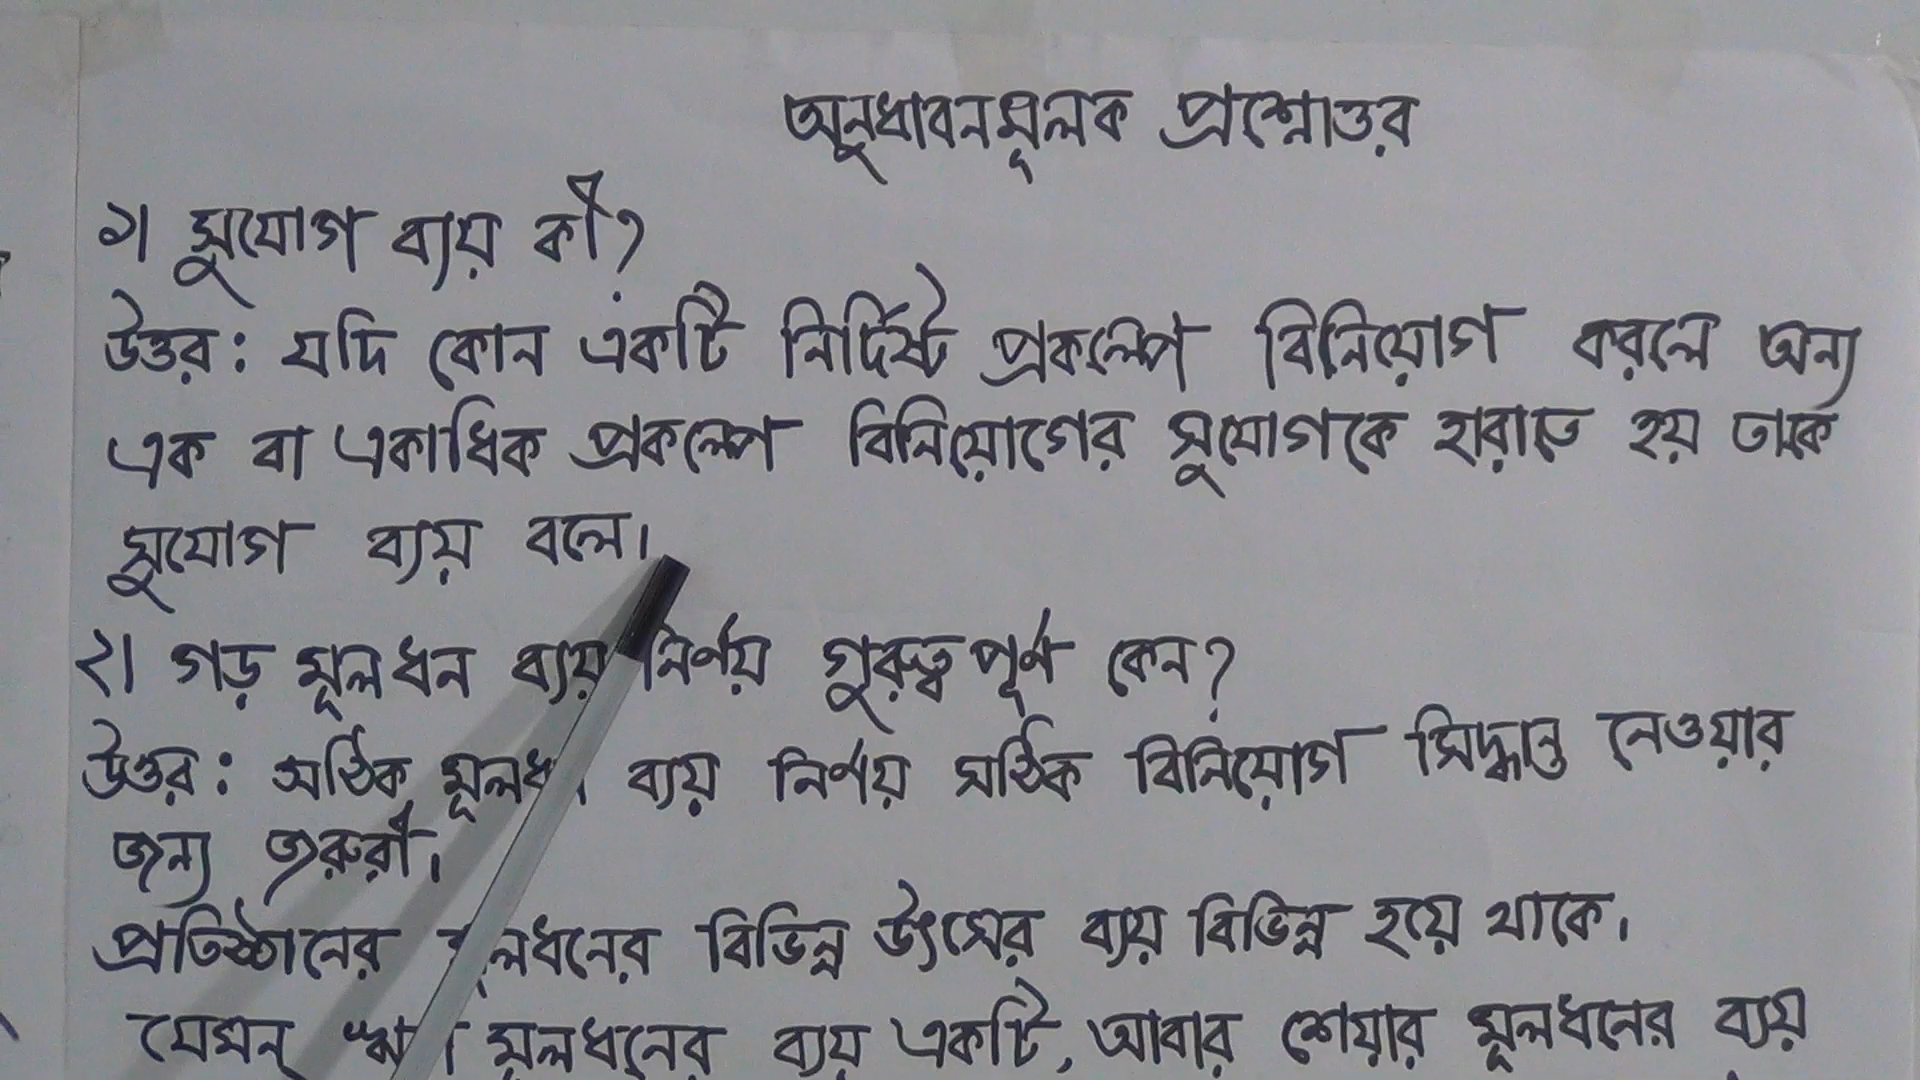 অনুধাবনমূলক প্রশ্নোত্তর
১। সুযোগ ব্যয় কী?
উত্তর: যদি কোন একটি নির্দিষ্ট প্রকল্পে বিনিয়োগ করলে অন্য
এক বা একাধিক প্রকল্পে বিনিয়োগের সুযোগকে হারাতে হয় তাকে
সুযোগ ব্যয় বলে।
২। গড় মূলধন ব্যয় নির্ণয় গুরুত্বপূর্ণ কেন?
উত্তর: সঠিক মূলধন ব্যয় নির্ণয় সঠিক বিনিয়োগ সিদ্ধান্ত নেওয়ার
জন্য জরুরী।
প্রতিষ্ঠানের মূলধনের বিভিন্ন উৎসের ব্যয় বিভিন্ন হয়ে থাকে।
যেমন ঋণ মূলধনের ব্যয় একটি, আবার শেয়ার মূলধনের ব্যয়